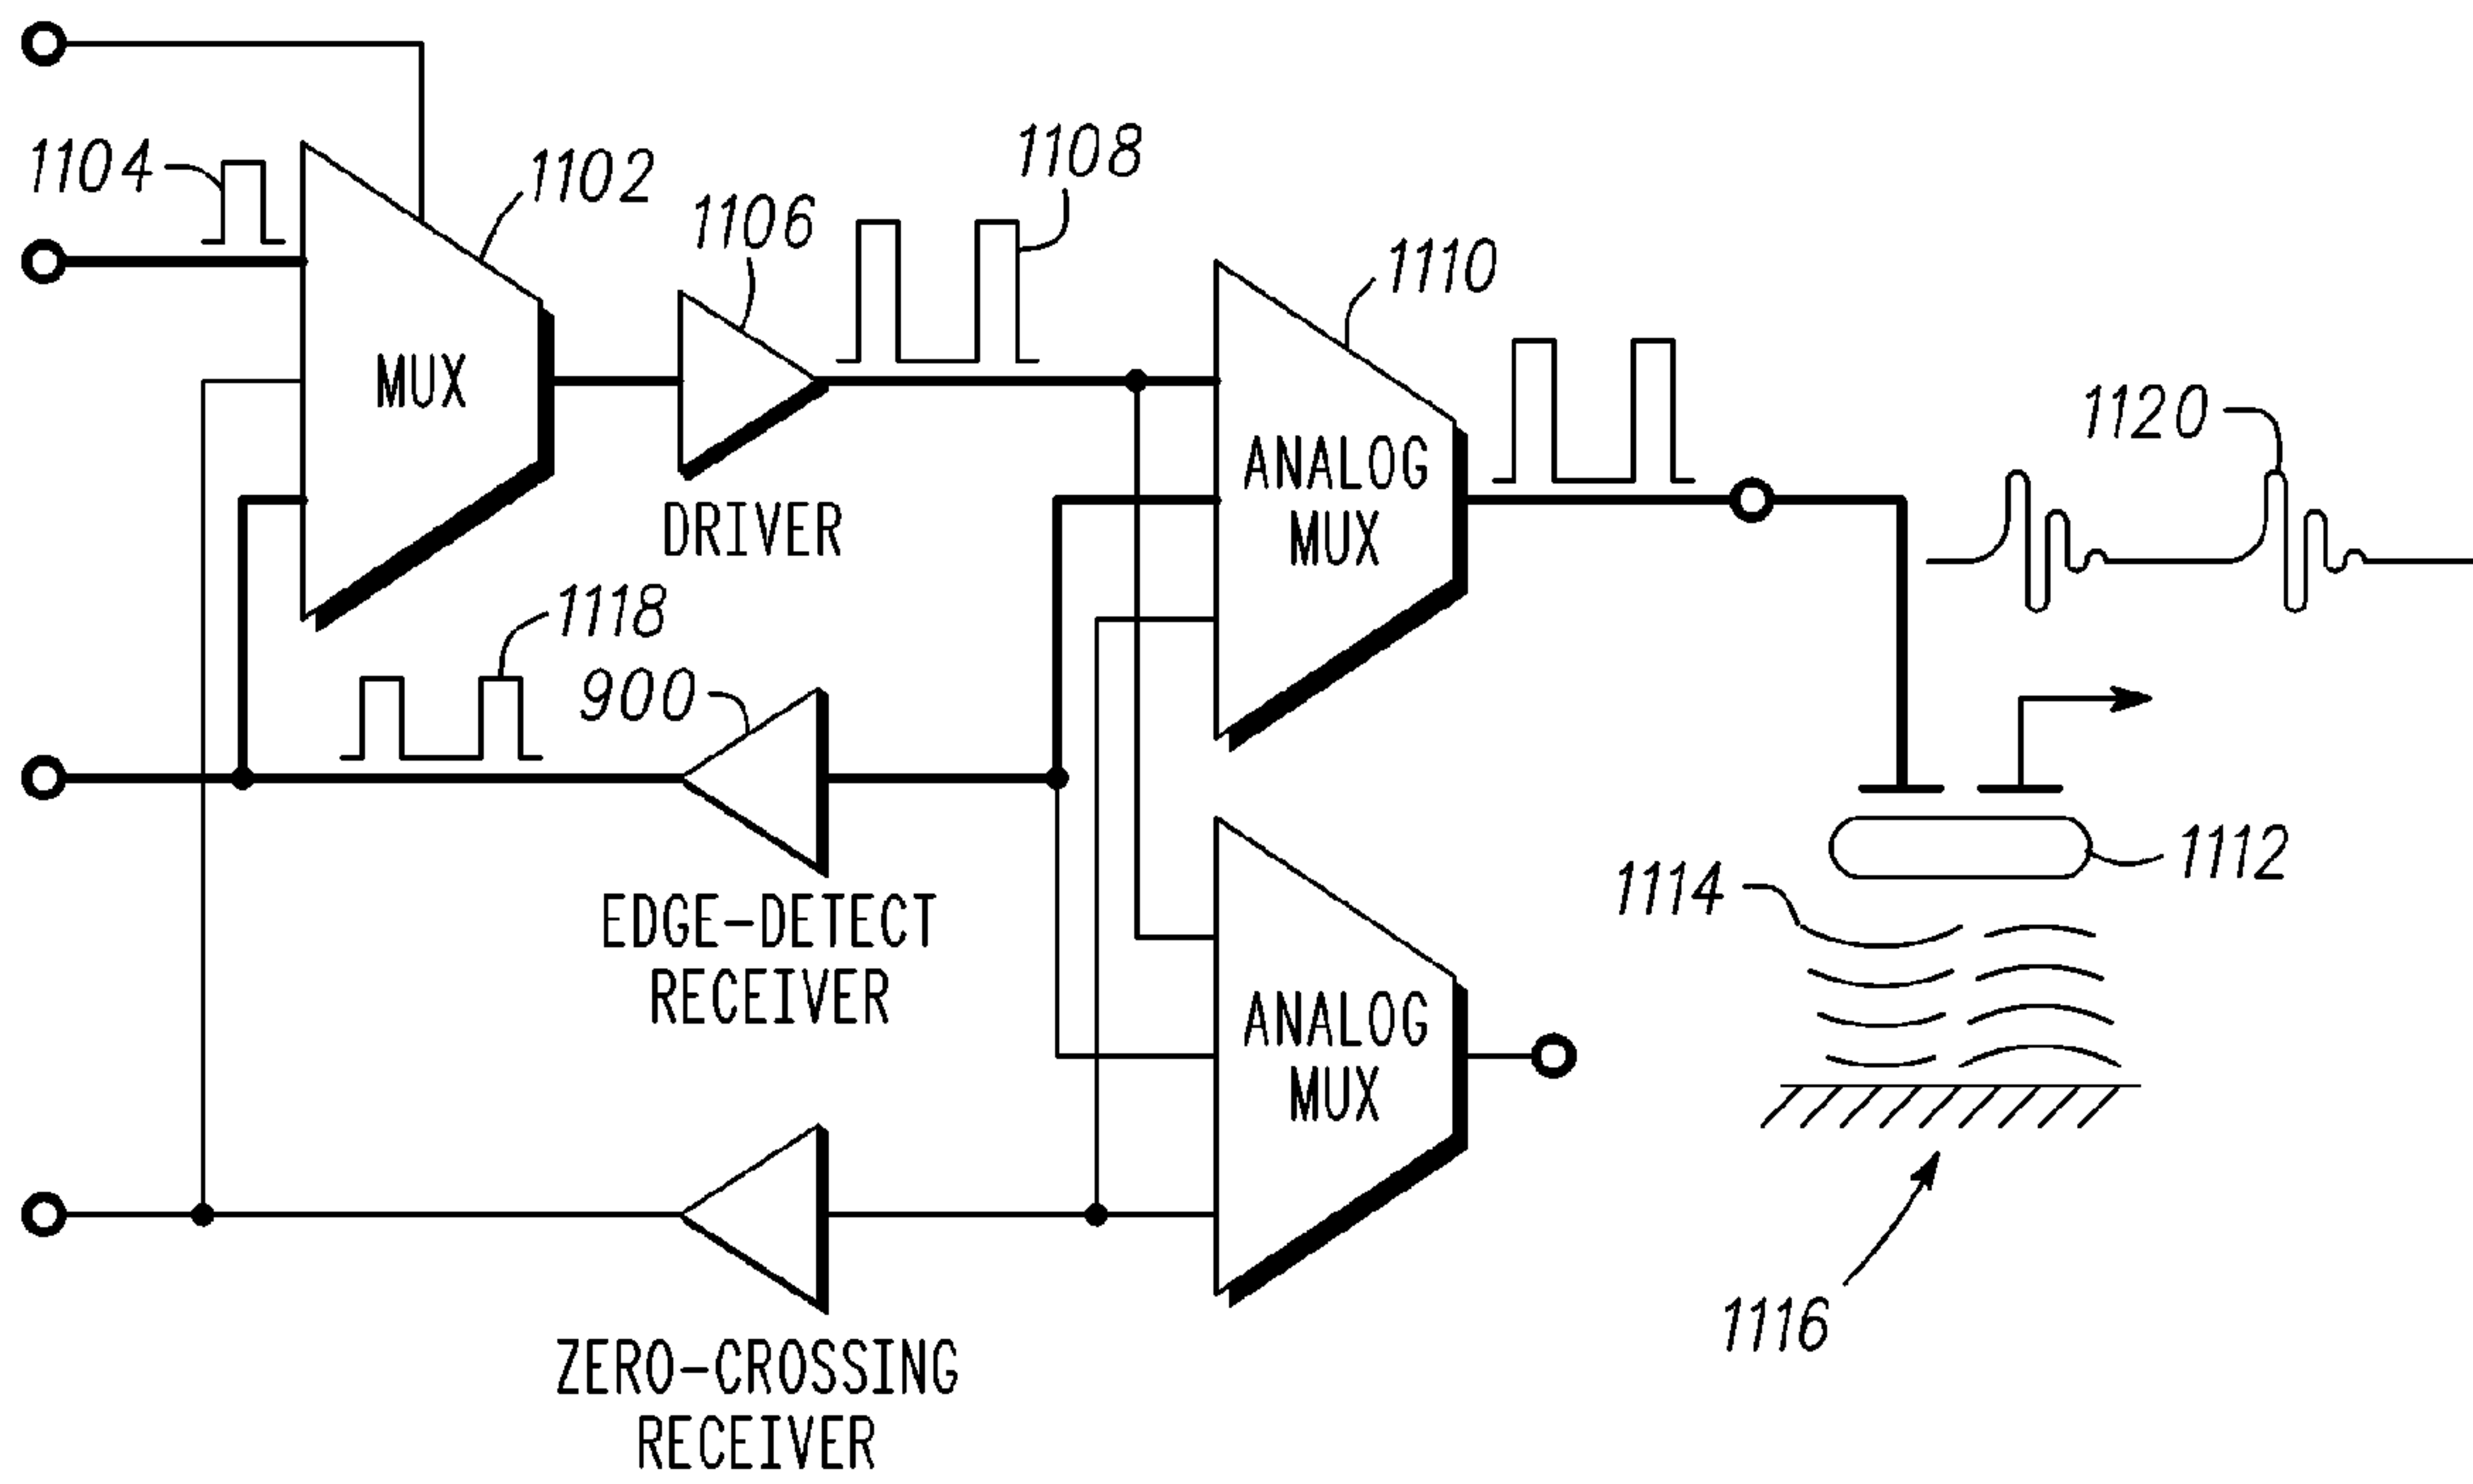 1104
1102
1106
1108
1110
MUX
DRIVER
ANALOG
MUX
1120
1118
900
EDGE-DETECT
RECEIVER
1114
1112
ANALOG
MUX
1116
ZERO-CROSSING
RECEIVER